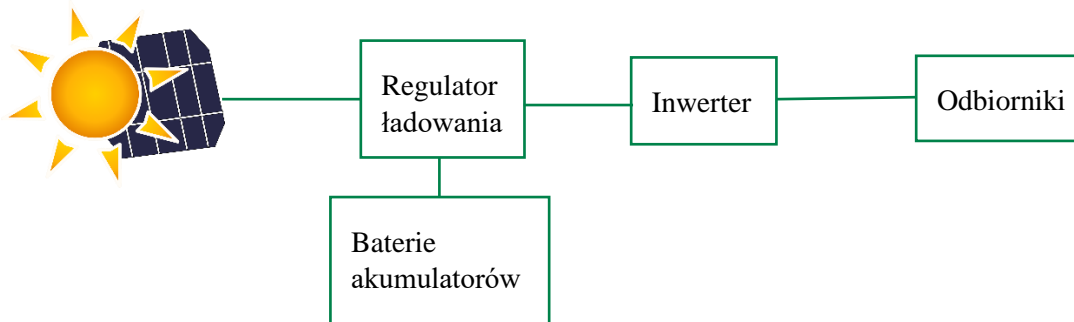 Regulator
ładowania
Inwerter
Odbiorniki
Baterie
akumulatorów